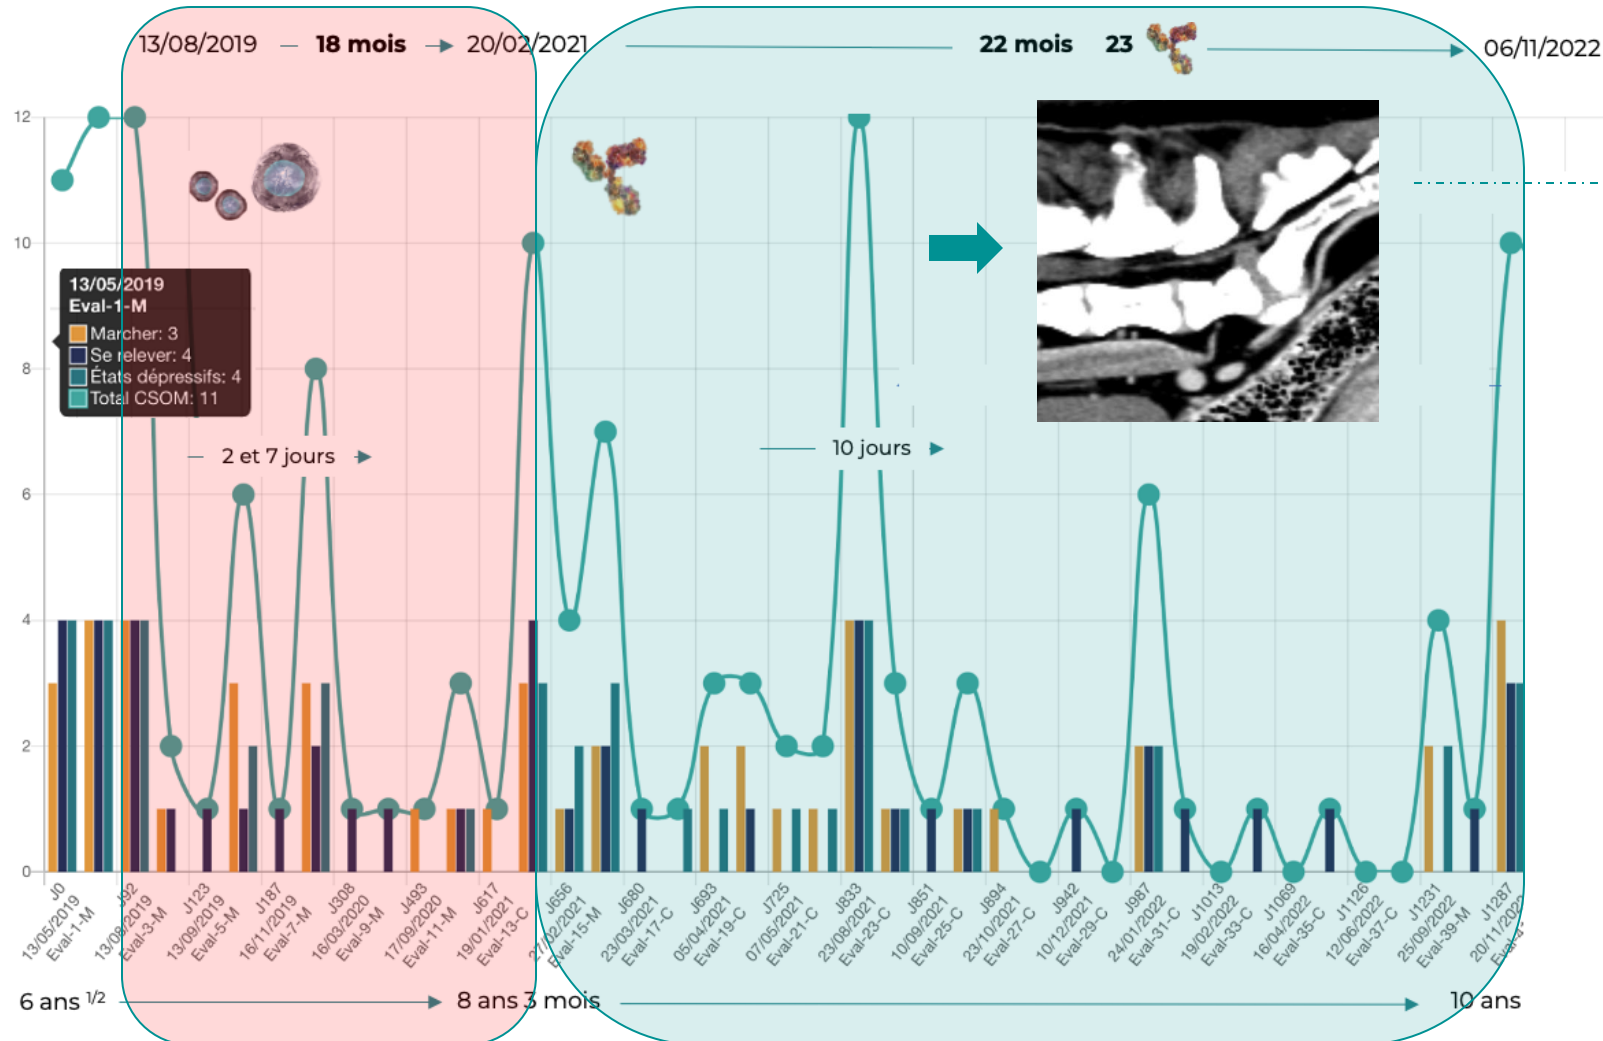 13/08/2019 18 mois 20/02/2021 22 mois 23 06/11/2022
12
10
8
6
4
2
0
13/05/2019
Eval-1-M
Marcher: 3
Se relever: 4
États dépressifs: 4
Total CSOM: 11
2 et 7 jours
10 jours
J0
13/05/2019
Eval-1-M
J92
13/08/2019
Eval-3-M
J123
13/09/2019
Eval-5-M
J187
16/11/2019
Eval-7-M
J308
16/03/2020
Eval-9-M
J493
17/09/2020
Eval-11-M
J617
19/01/2021
Eval-13-C
J656
27/02/2021
Eval-15-M
J680
23/03/2021
Eval-17-C
J693
05/04/2021
Eval-19-C
J725
07/05/2021
Eval-21-C
J833
23/08/2021
Eval-23-C
J851
10/09/2021
Eval-25-C
J894
23/10/2021
Eval-27-C
J942
10/12/2021
Eval-29-C
J987
24/01/2022
Eval-31-C
J1013
19/02/2022
Eval-33-C
J1069
16/04/2022
Eval-35-C
J1126
12/06/2022
Eval-37-C
J1231
25/09/2022
Eval-39-M
J1287
20/11/2022
6 ans 1/2 8 ans 3 mois 10 ans